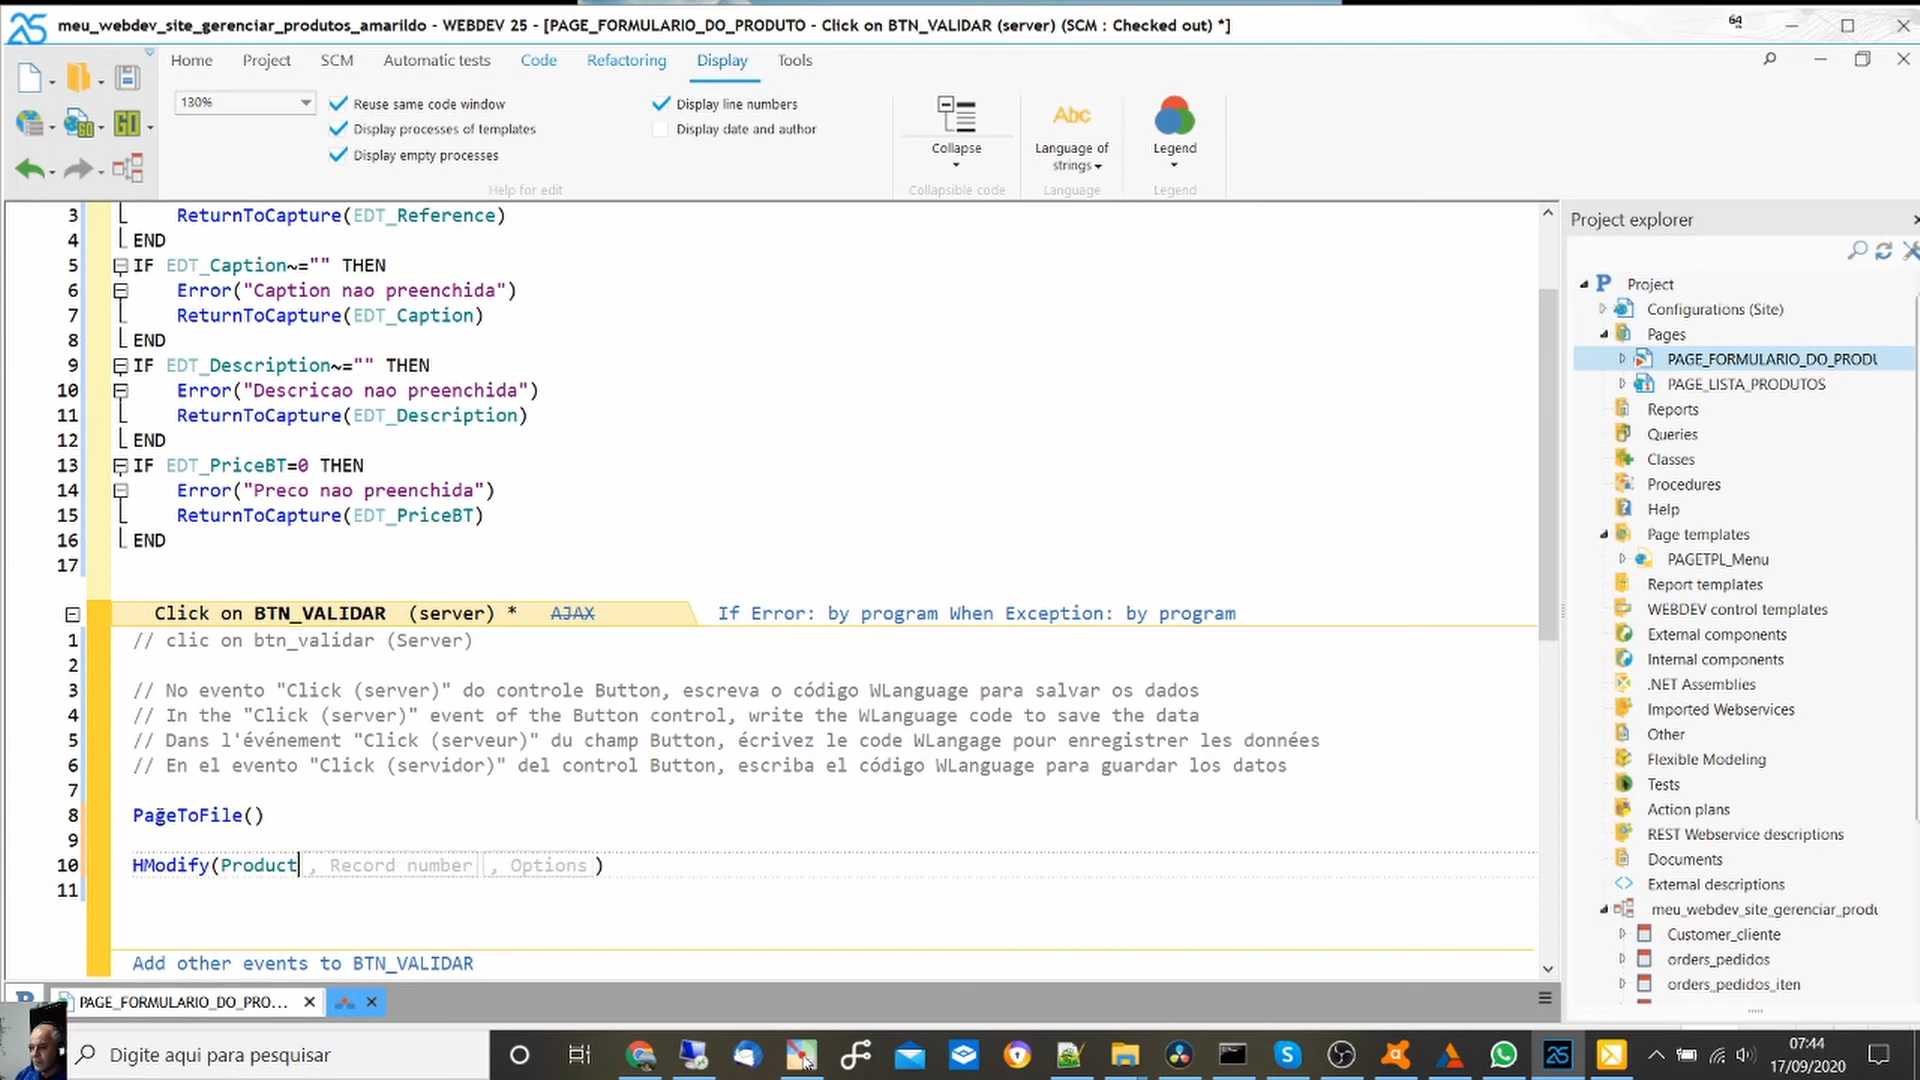 meu_webdev_site_gerenciar_produtos_amarildo - WEBDEV 25 - [PAGE_FORMULARIO_DO_PRODUTO - Click on BTN_VALIDAR (server) (SCM : Checked out) *]
64
Home Project SCM Automatic tests Code Refactoring Display Tools
130%
Reuse same code window
Display processes of templates
Display empty processes
Help for edit
Display line numbers
Display date and author
Collapse
Collapsible code
Abc
Language of strings
Language
Legend
Legend
GO
GO
3 ReturnToCapture(EDT_Reference)
4 END
5 IF EDT_Caption~="" THEN
6 Error("Caption nao preenchida")
7 ReturnToCapture(EDT_Caption)
8 END
9 IF EDT_Description~="" THEN
10 Error("Descricao nao preenchida")
11 ReturnToCapture(EDT_Description)
12 END
13 IF EDT_PriceBT=0 THEN
14 Error("Preco nao preenchida")
15 ReturnToCapture(EDT_PriceBT)
16 END
17
Click on BTN_VALIDAR (server) * AJAX If Error: by program When Exception: by program
1 // clic on btn_validar (Server)
2
3 // No evento "Click (server)" do controle Button, escreva o código WLanguage para salvar os dados
4 // In the "Click (server)" event of the Button control, write the WLanguage code to save the data
5 // Dans l'événement "Click (serveur)" du champ Button, écrivez le code WLangage pour enregistrer les données
6 // En el evento "Click (servidor)" del control Button, escriba el código WLanguage para guardar los datos
7
8 PageToFile()
9
10 HModify(Product , Record number , Options )
11
Add other events to BTN_VALIDAR
Project explorer
Project
Configurations (Site)
Pages
PAGE_FORMULARIO_DO_PRODU
PAGE_LISTA_PRODUTOS
Reports
Queries
Classes
Procedures
Help
Page templates
PAGETPL_Menu
Report templates
WEBDEV control templates
External components
Internal components
.NET Assemblies
Imported Webservices
Other
Flexible Modeling
Tests
Action plans
REST Webservice descriptions
Documents
External descriptions
meu_webdev_site_gerenciar_produ
Customer_cliente
orders_pedidos
orders_pedidos_iten
PAGE_FORMULARIO_DO_PRO...
Digite aqui para pesquisar
07:44
17/09/2020